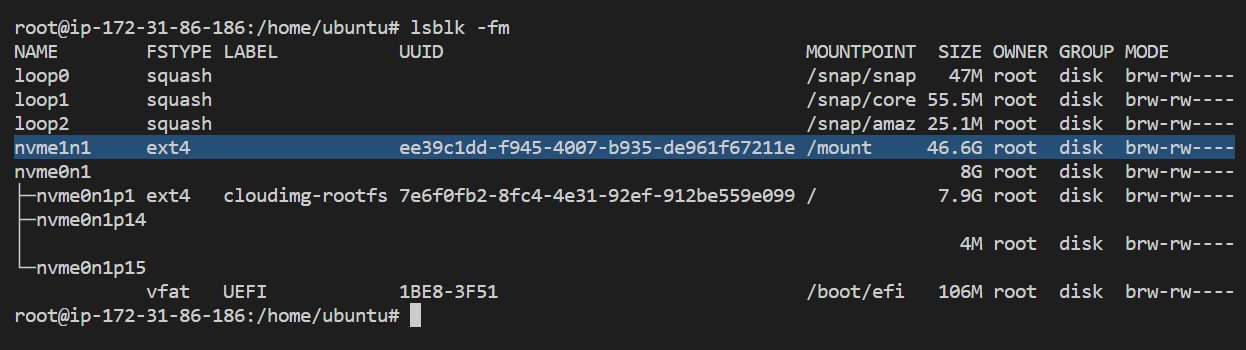 root@ip-172-31-86-186:/home/ubuntu# lsblk -fm
NAME        FSTYPE LABEL           UUID                                 MOUNTPOINT  SIZE OWNER GROUP MODE
loop0       squash                                                      /snap/snap   47M root  disk  brw-rw----
loop1       squash                                                      /snap/core 55.5M root  disk  brw-rw----
loop2       squash                                                      /snap/amaz 25.1M root  disk  brw-rw----
nvme1n1     ext4                   ee39c1dd-f945-4007-b935-de961f67211e /mount     46.6G root  disk  brw-rw----
nvme0n1                                                                               8G root  disk  brw-rw----
├─nvme0n1p1 ext4   cloudimg-rootfs 7e6f0fb2-8fc4-4e31-92ef-912be559e099 /           7.9G root  disk  brw-rw----
├─nvme0n1p14
│                                                                                     4M root  disk  brw-rw----
└─nvme0n1p15
            vfat   UEFI            1BE8-3F51                            /boot/efi   106M root  disk  brw-rw----
root@ip-172-31-86-186:/home/ubuntu#